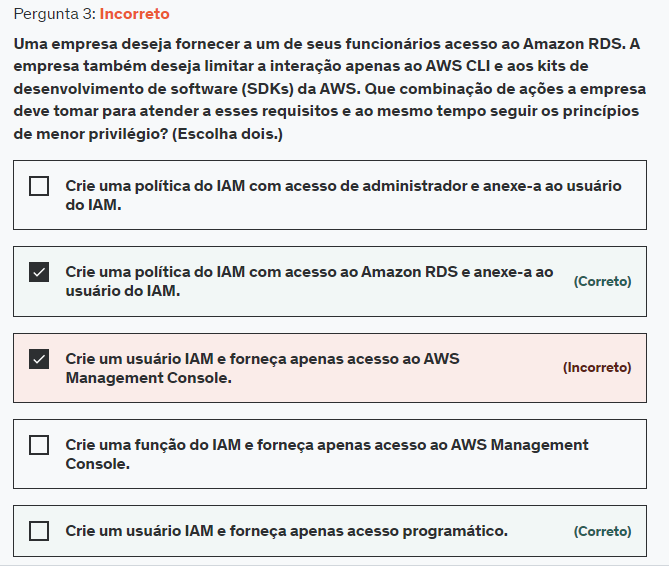 Pergunta 3: Incorreto
Uma empresa deseja fornecer a um de seus funcionários acesso ao Amazon RDS. A
empresa também deseja limitar a interação apenas ao AWS CLI e aos kits de
desenvolvimento de software (SDKs) da AWS. Que combinação de ações a empresa
deve tomar para atender a esses requisitos e ao mesmo tempo seguir os princípios
de menor privilégio? (Escolha dois.)
Crie uma política do IAM com acesso de administrador e anexe-a ao usuário
do IAM.
Crie uma política do IAM com acesso ao Amazon RDS e anexe-a ao
usuário do IAM.
(Correto)
Crie um usuário IAM e forneça apenas acesso ao AWS
Management Console.
(Incorreto)
Crie uma função do IAM e forneça apenas acesso ao AWS Management
Console.
Crie um usuário IAM e forneça apenas acesso programático.
(Correto)